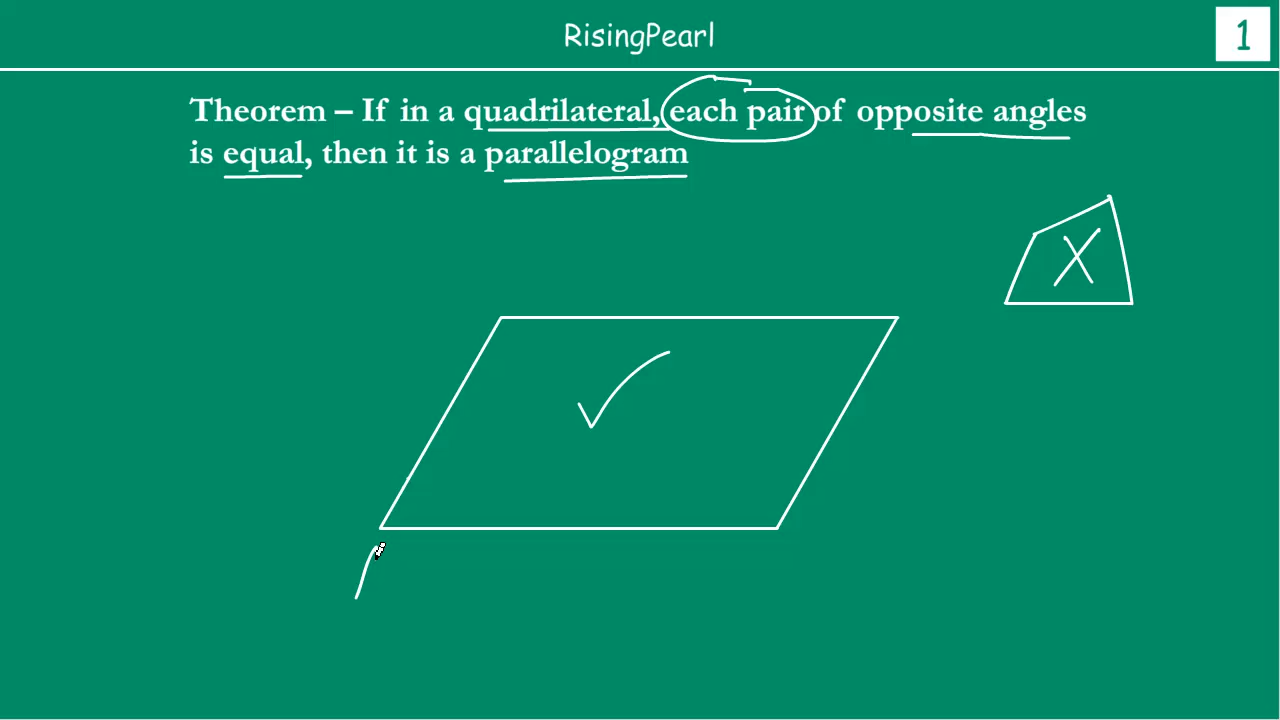 RisingPearl
1
Theorem – If in a quadrilateral, each pair of opposite angles
is equal, then it is a parallelogram